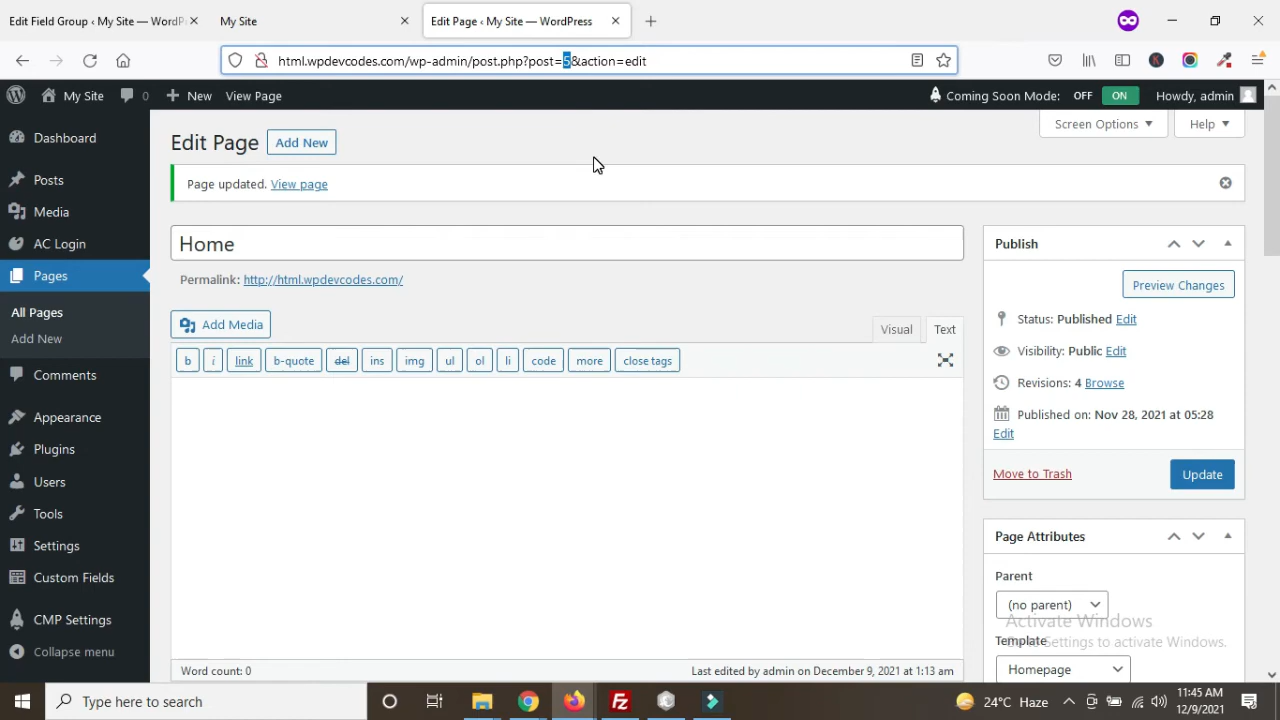 Edit Field Group ‹ My Site — WordP
My Site
Edit Page ‹ My Site — WordPress
html.wpdevcodes.com/wp-admin/post.php?post=5&action=edit
My Site
0
New
View Page
Coming Soon Mode:
OFF
ON
Howdy, admin
Dashboard
Posts
Media
AC Login
Pages
All Pages
Add New
Comments
Appearance
Plugins
Users
Tools
Settings
Custom Fields
CMP Settings
Collapse menu
Screen Options
Help
Edit Page
Add New
Page updated. View page
Home
Permalink: http://html.wpdevcodes.com/
Add Media
Visual
Text
b
i
link
b-quote
del
ins
img
ul
ol
li
code
more
close tags
Word count: 0
Last edited by admin on December 9, 2021 at 1:13 am
Publish
Preview Changes
Status: Published Edit
Visibility: Public Edit
Revisions: 4 Browse
Published on: Nov 28, 2021 at 05:28
Edit
Move to Trash
Update
Page Attributes
Parent
(no parent)
Activate Windows
Go to Settings to activate Windows.
Template
Homepage
Type here to search
24°C Haze
11:45 AM
12/9/2021